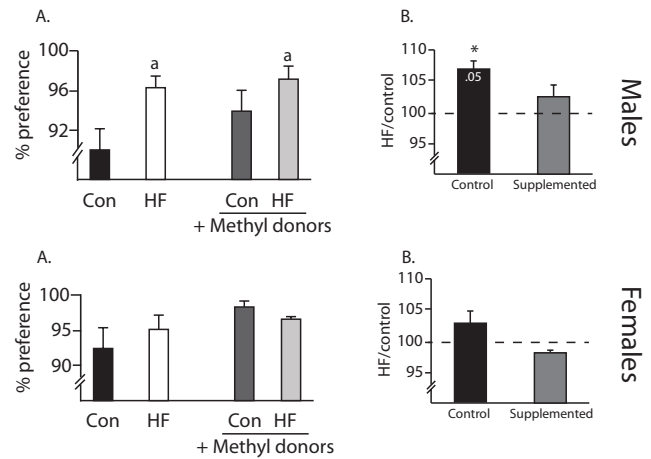 A.
% preference
100
96
92
a
a
Con HF Con HF
+ Methyl donors
B.
HF/control
110
105
100
95
*
.05
Control Supplemented
Males
A.
% preference
100
95
90
Con HF Con HF
+ Methyl donors
B.
HF/control
110
105
100
95
Control Supplemented
Females